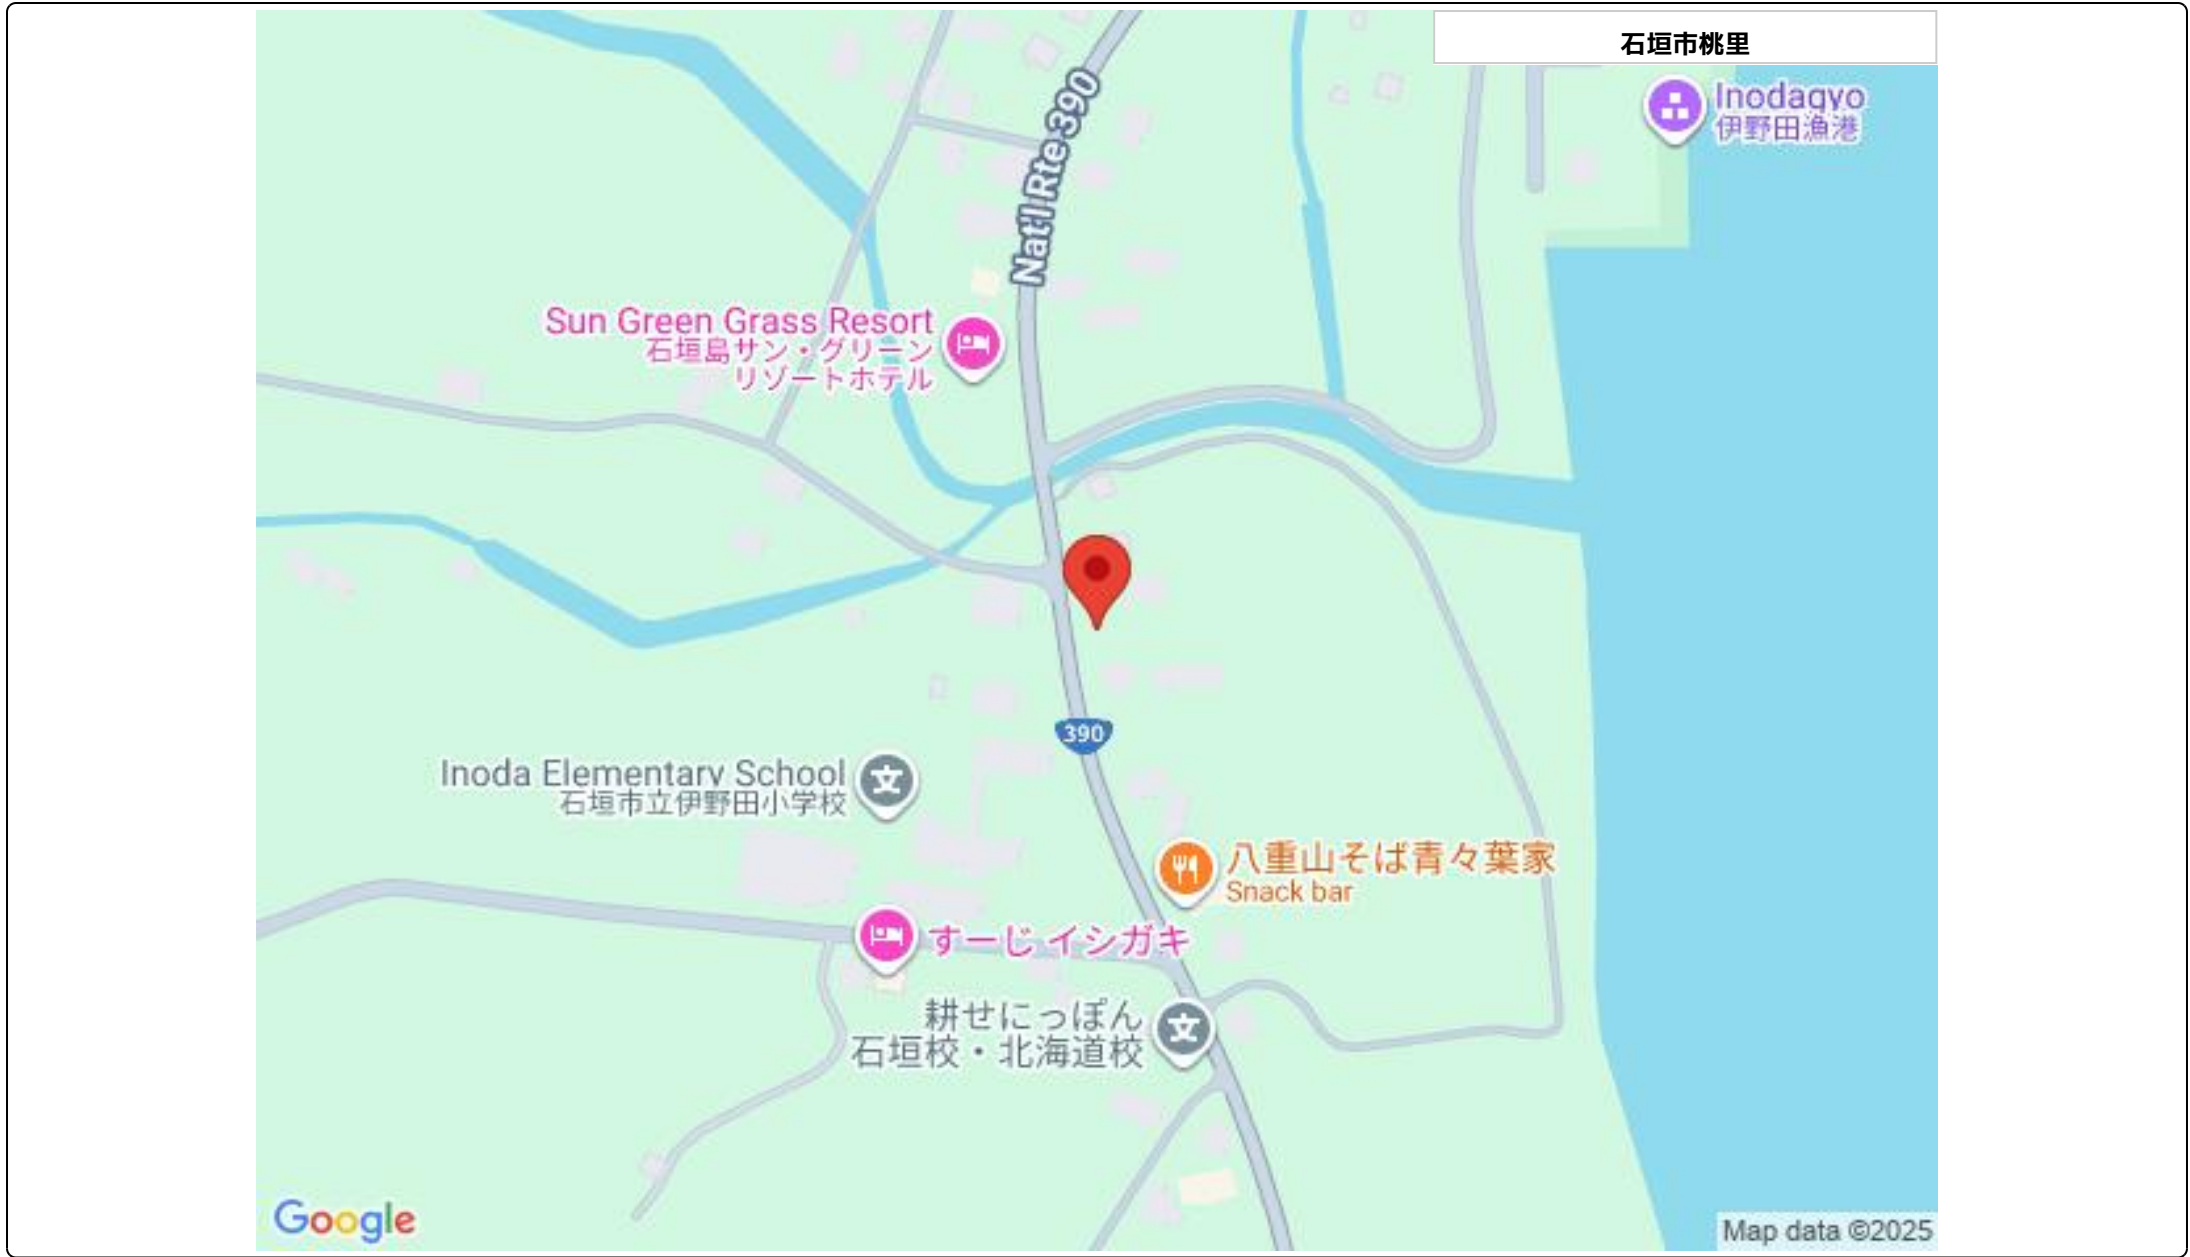 石垣市桃里
Inodagyo
伊野田漁港
Nat'l Rte 390
Sun Green Grass Resort
石垣島サン・グリーン
リゾートホテル
390
Inoda Elementary School
石垣市立伊野田小学校
八重山そば青々葉家
Snack bar
すーじ イシガキ
耕せにっぽん
石垣校・北海道校
Google
Map data ©2025